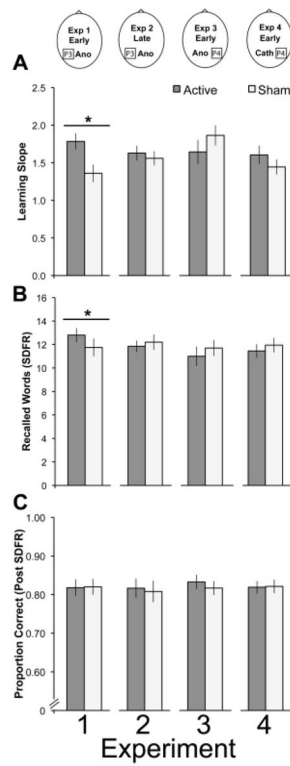 Exp 1
Early
P3 Ano
Exp 2
Late
P3 Ano
Exp 3
Early
Ano P4
Exp 4
Early
Cath P4
A
Active Sham
Learning Slope
2.0
1.5
1.0
0.5
0.0
*
B
Recalled Words (SDFR)
16
14
12
10
8
6
4
2
0
*
C
Proportion Correct (Post SDFR)
1.00
0.90
0.80
0.70
0.60
0
1 2 3 4
Experiment